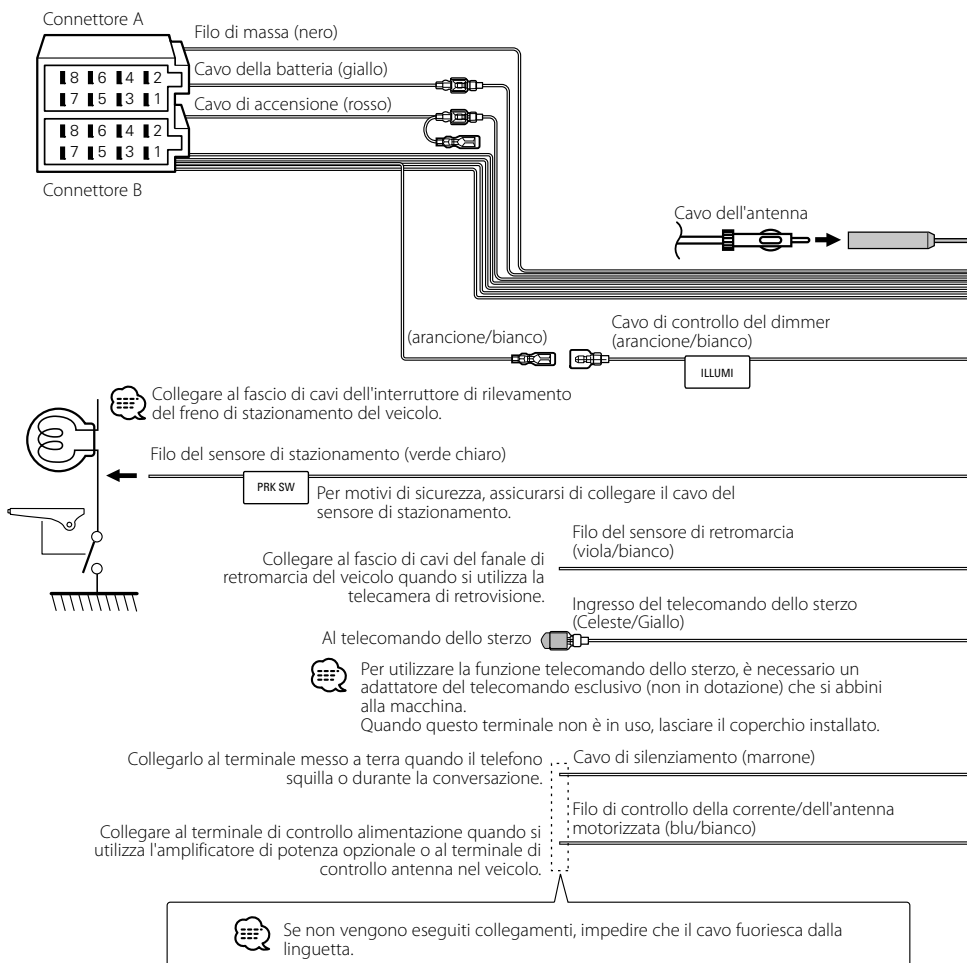 Connettore A
Filo di massa (nero)
Cavo della batteria (giallo)
8 6 4 2
7 5 3 1
Cavo di accensione (rosso)
8 6 4 2
7 5 3 1
Connettore B
Cavo dell'antenna
(arancione/bianco)
Cavo di controllo del dimmer
(arancione/bianco)
ILLUMI
Collegare al fascio di cavi dell'interruttore di rilevamento
del freno di stazionamento del veicolo.
Filo del sensore di stazionamento (verde chiaro)
PRK SW
Per motivi di sicurezza, assicurarsi di collegare il cavo del
sensore di stazionamento.
Filo del sensore di retromarcia
(viola/bianco)
Collegare al fascio di cavi del fanale di
retromarcia del veicolo quando si utilizza la
telecamera di retrovisione.
Ingresso del telecomando dello sterzo
(Celeste/Giallo)
Al telecomando dello sterzo
Per utilizzare la funzione telecomando dello sterzo, è necessario un
adattatore del telecomando esclusivo (non in dotazione) che si abbini
alla macchina.
Quando questo terminale non è in uso, lasciare il coperchio installato.
Collegarlo al terminale messo a terra quando il telefono
squilla o durante la conversazione.
Cavo di silenziamento (marrone)
Filo di controllo della corrente/dell'antenna
motorizzata (blu/bianco)
Collegare al terminale di controllo alimentazione quando si
utilizza l'amplificatore di potenza opzionale o al terminale di
controllo antenna nel veicolo.
Se non vengono eseguiti collegamenti, impedire che il cavo fuoriesca dalla
linguetta.